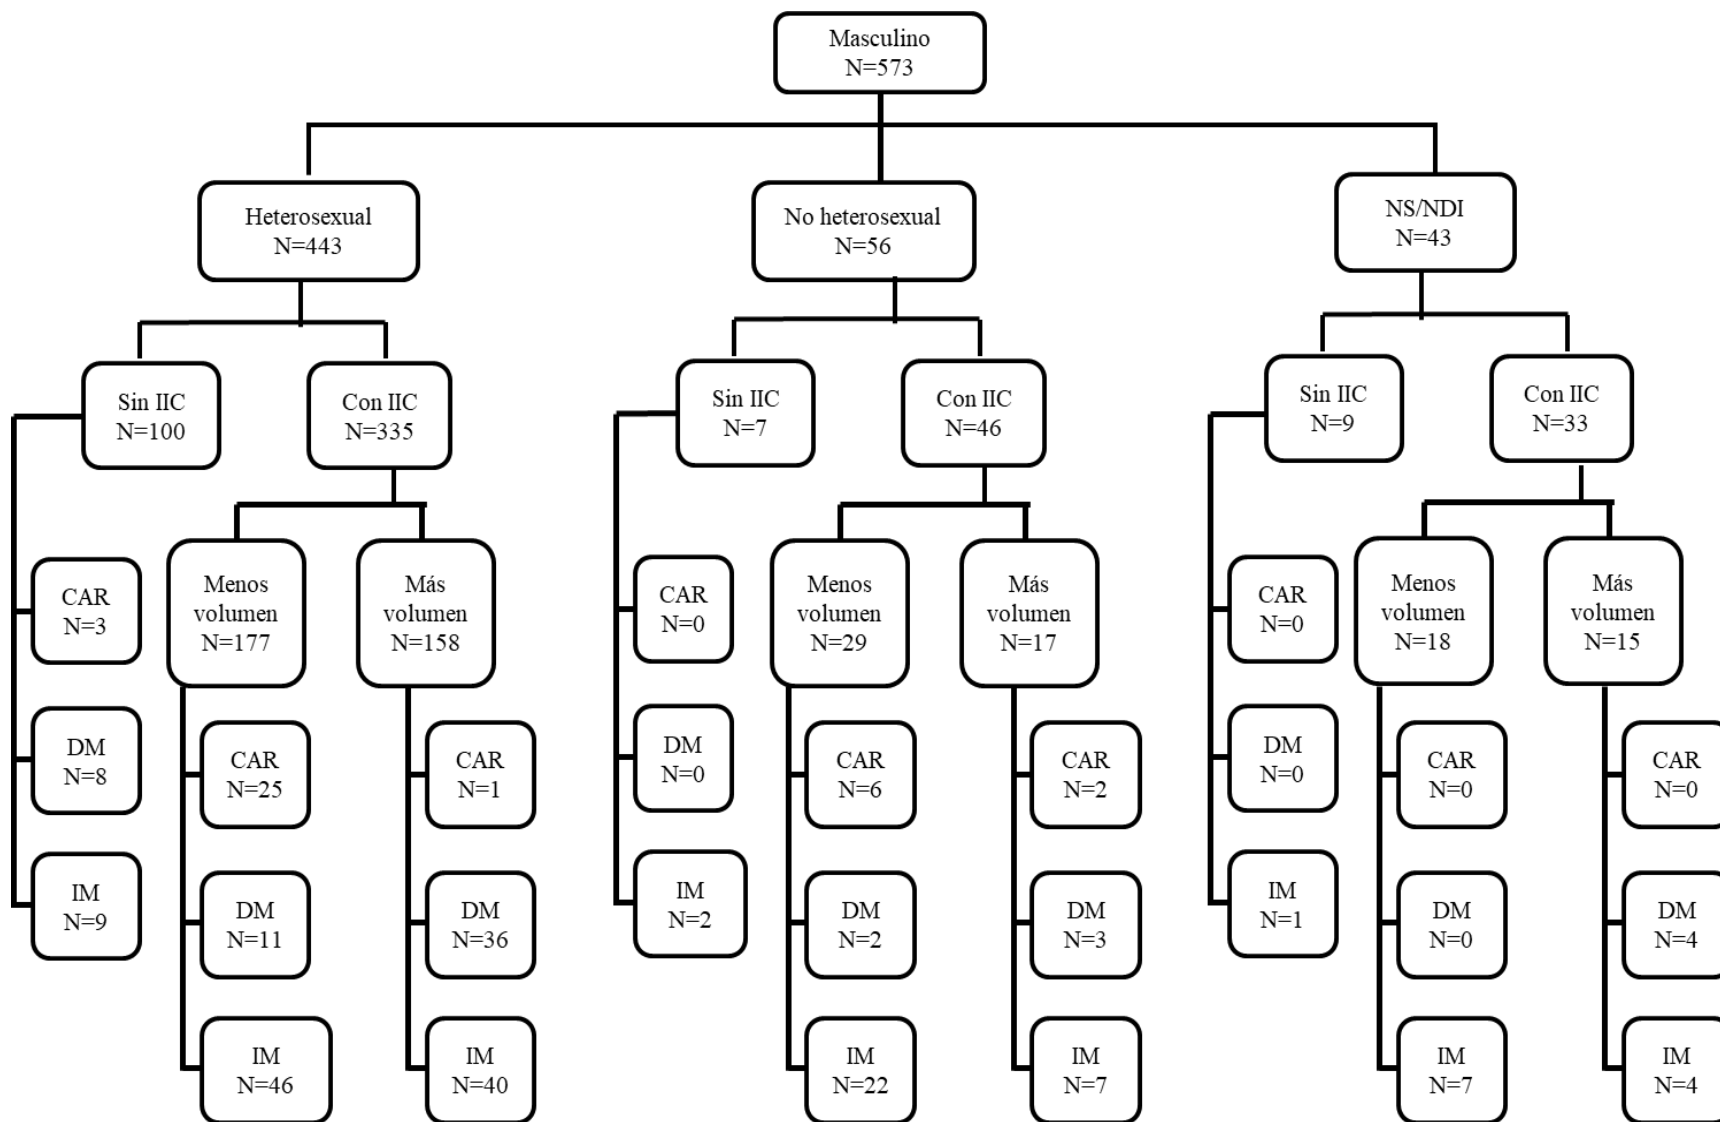 Masculino
N=573
Heterosexual
N=443
No heterosexual
N=56
NS/NDI
N=43
Sin IIC
N=100
Con IIC
N=335
Sin IIC
N=7
Con IIC
N=46
Sin IIC
N=9
Con IIC
N=33
CAR
N=3
Menos
volumen
N=177
Más
volumen
N=158
CAR
N=0
Menos
volumen
N=29
Más
volumen
N=17
CAR
N=0
Menos
volumen
N=18
Más
volumen
N=15
DM
N=8
CAR
N=25
CAR
N=1
DM
N=0
CAR
N=6
CAR
N=2
DM
N=0
CAR
N=0
CAR
N=0
IM
N=9
DM
N=11
DM
N=36
IM
N=2
DM
N=2
DM
N=3
IM
N=1
DM
N=0
DM
N=4
IM
N=46
IM
N=40
IM
N=22
IM
N=7
IM
N=7
IM
N=4